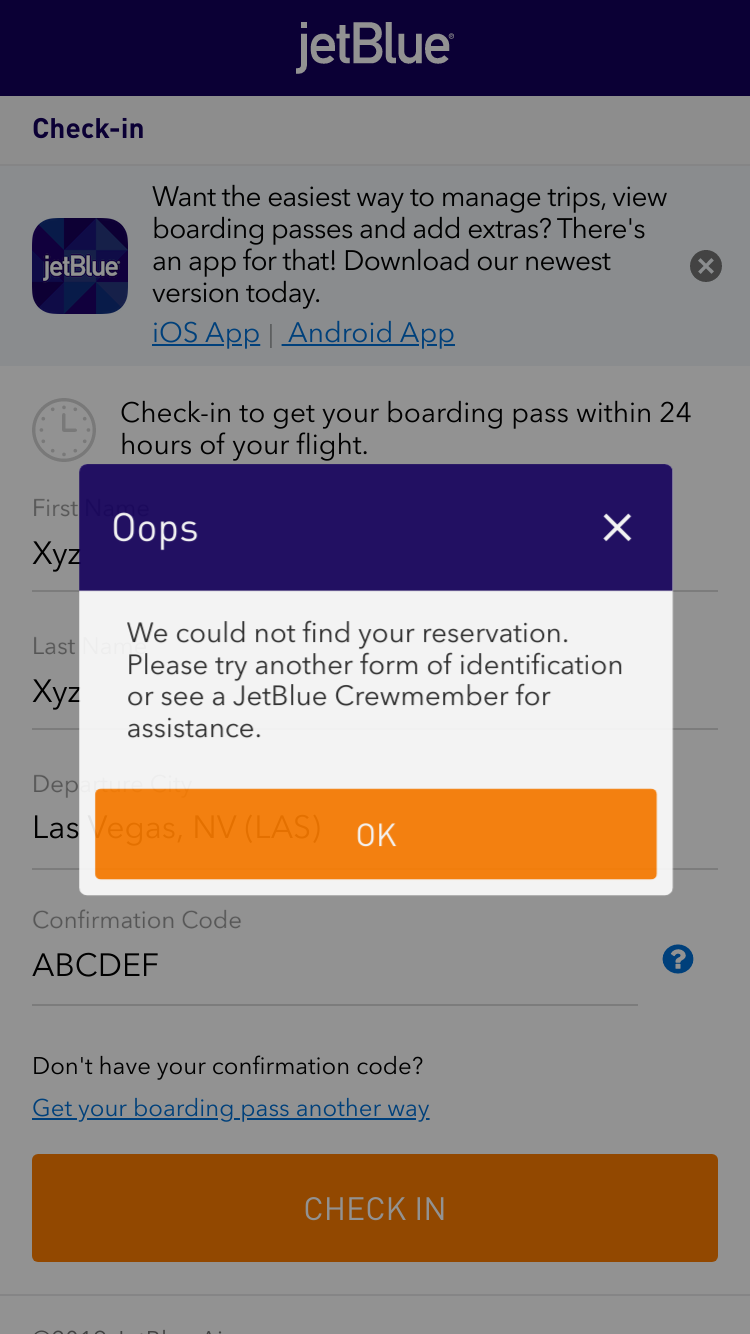 jetBlue
Check-in
Want the easiest way to manage trips, view
boarding passes and add extras? There's
an app for that! Download our newest
version today.
jetBlue
iOS App | Android App
Check-in to get your boarding pass within 24
hours of your flight.
First Name
Xyz
Oops
Last Name
Xyz
We could not find your reservation.
Please try another form of identification
or see a JetBlue Crewmember for
assistance.
Departure City
Las Vegas, NV (LAS)
OK
Confirmation Code
ABCDEF
?
Don't have your confirmation code?
Get your boarding pass another way
CHECK IN